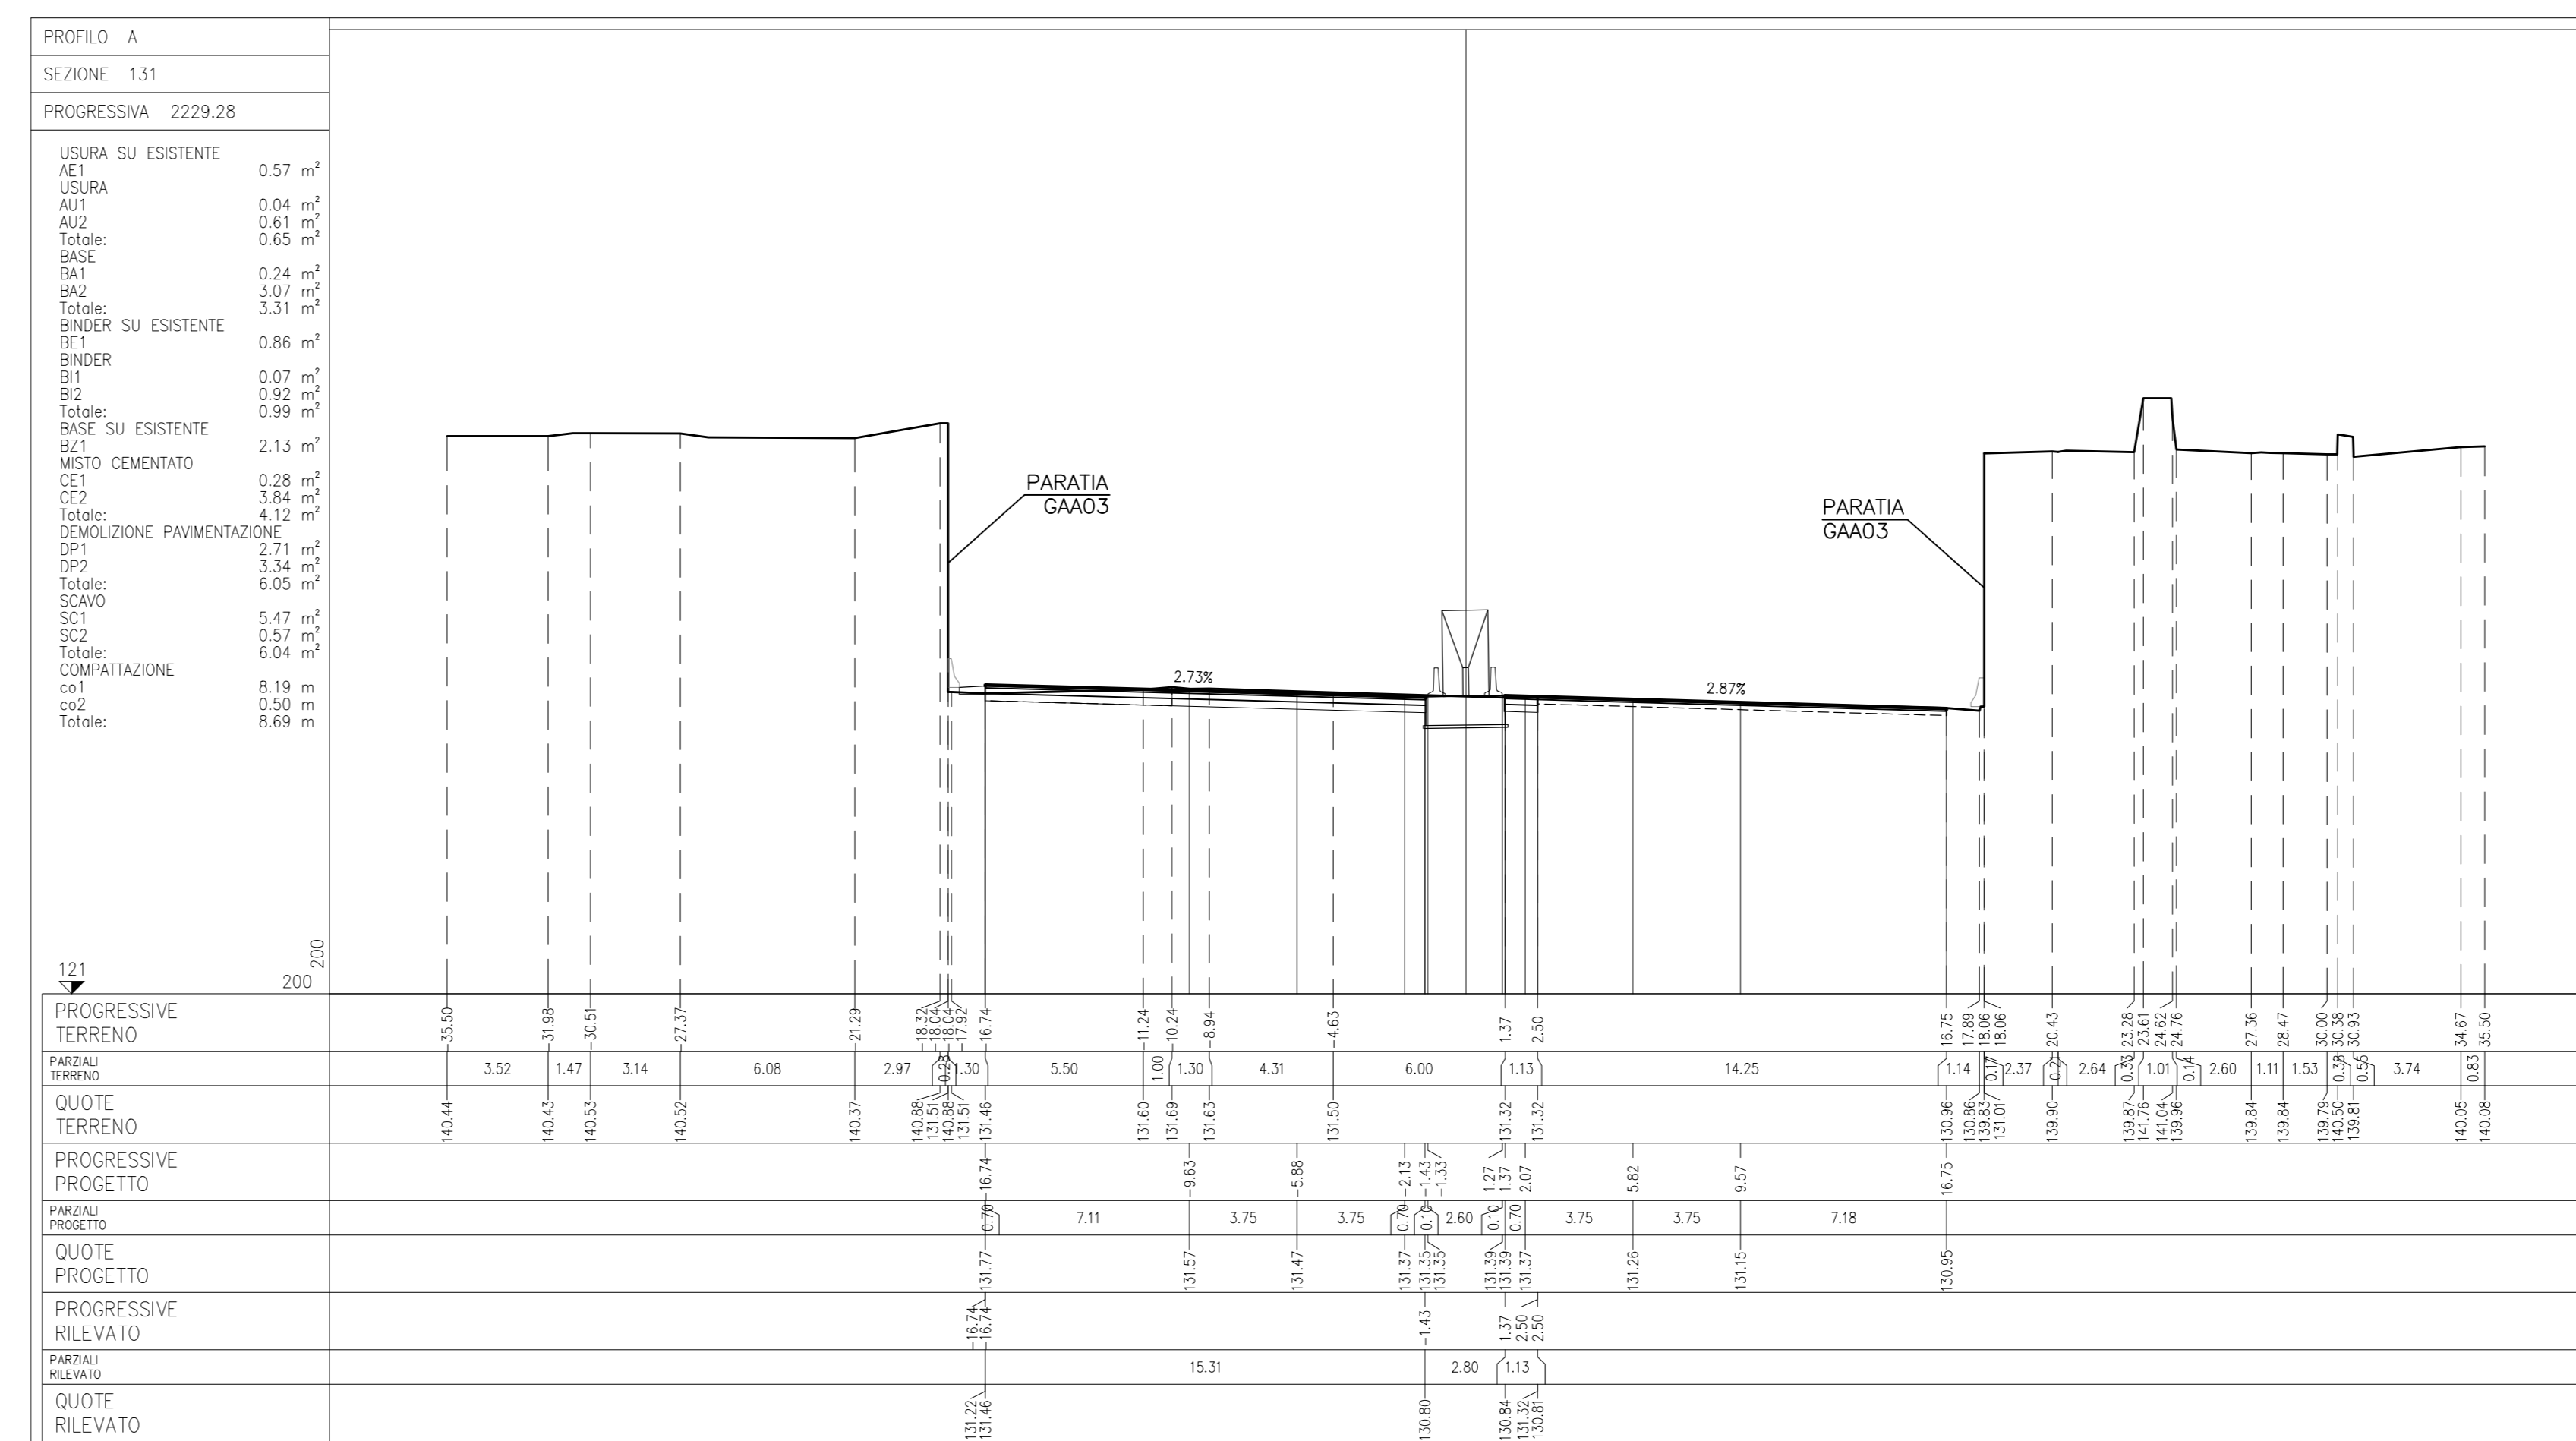 PROFILO A
SEZIONE 131
PROGRESSIVA 2229.28
USURA SU ESISTENTE
AE1 0.57 m²
USURA
AU1 0.04 m²
AU2 0.61 m²
Totale: 0.65 m²
BASE
BA1 0.24 m²
BA2 3.07 m²
Totale: 3.31 m²
BINDER SU ESISTENTE
BE1 0.86 m²
BINDER
BI1 0.07 m²
BI2 0.92 m²
Totale: 0.99 m²
BASE SU ESISTENTE
BZ1 2.13 m²
MISTO CEMENTATO
CE1 0.28 m²
CE2 3.84 m²
Totale: 4.12 m²
DEMOLIZIONE PAVIMENTAZIONE
DP1 2.71 m²
DP2 3.34 m²
Totale: 6.05 m²
SCAVO
SC1 5.47 m²
SC2 0.57 m²
Totale: 6.04 m²
COMPATTAZIONE
co1 8.19 m
co2 0.50 m
Totale: 8.69 m
PARATIA
GAA03
PARATIA
GAA03
2.73%
2.87%
121
200
200
PROGRESSIVE
TERRENO
-35.50 -31.98 -30.51 -27.37 -21.29 -18.32 -18.04 -18.04 -17.92 -16.74 -11.24 -10.24 -8.94 -4.63 1.37 2.50 16.75 17.89 18.06 18.06 20.43 23.28 23.61 24.62 24.76 27.36 28.47 30.00 30.38 30.93 34.67 35.50
PARZIALI
TERRENO
3.52 1.47 3.14 6.08 2.97 0.28 1.30 5.50 1.00 1.30 4.31 6.00 1.13 14.25 1.14 0.17 2.37 0.21 2.64 0.33 1.01 0.14 2.60 1.11 1.53 0.38 0.55 3.74 0.83
QUOTE
TERRENO
140.44 140.43 140.53 140.52 140.37 140.88 131.51 140.88 131.51 131.46 131.60 131.69 131.63 131.50 131.32 131.32 130.96 130.86 139.83 131.01 139.90 139.87 141.76 141.04 139.96 139.84 139.84 139.79 140.50 139.81 140.05 140.08
PROGRESSIVE
PROGETTO
-16.74 -9.63 -5.88 -2.13 -1.43 -1.33 1.27 1.37 2.07 5.82 9.57 16.75
PARZIALI
PROGETTO
0.70 7.11 3.75 3.75 0.70 0.10 2.60 0.10 0.70 3.75 3.75 7.18
QUOTE
PROGETTO
131.77 131.57 131.47 131.37 131.35 131.35 131.39 131.39 131.37 131.26 131.15 130.95
PROGRESSIVE
RILEVATO
-16.74 -16.74 -1.43 1.37 2.50 2.50
PARZIALI
RILEVATO
15.31 2.80 1.13
QUOTE
RILEVATO
131.22 131.46 130.80 130.84 131.32 130.81